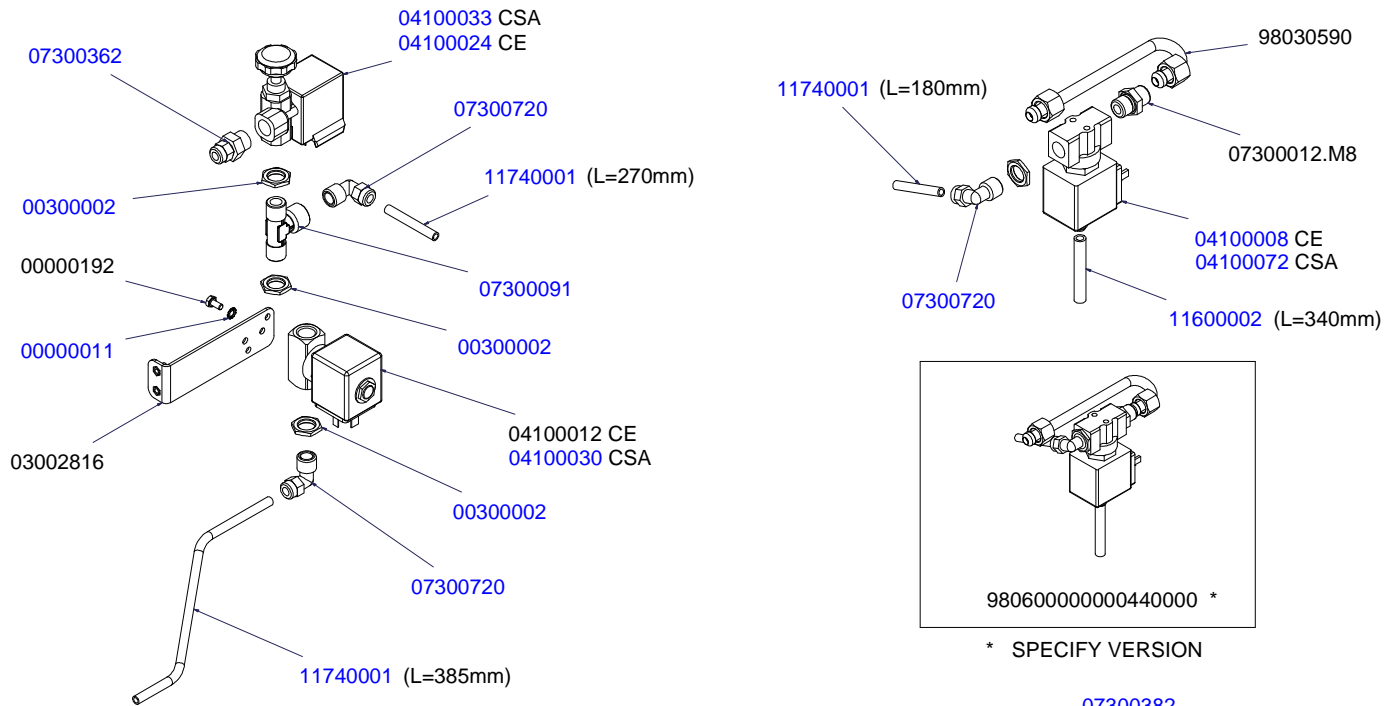 04100033 CSA
04100024 CE
07300362
07300720
11740001 (L=270mm)
00300002
00000192
07300091
00000011
00300002
03002816
04100012 CE
04100030 CSA
00300002
07300720
11740001 (L=385mm)
98030590
11740001 (L=180mm)
07300012.M8
04100008 CE
04100072 CSA
07300720
11600002 (L=340mm)
980600000000440000 *
* SPECIFY VERSION
07300382